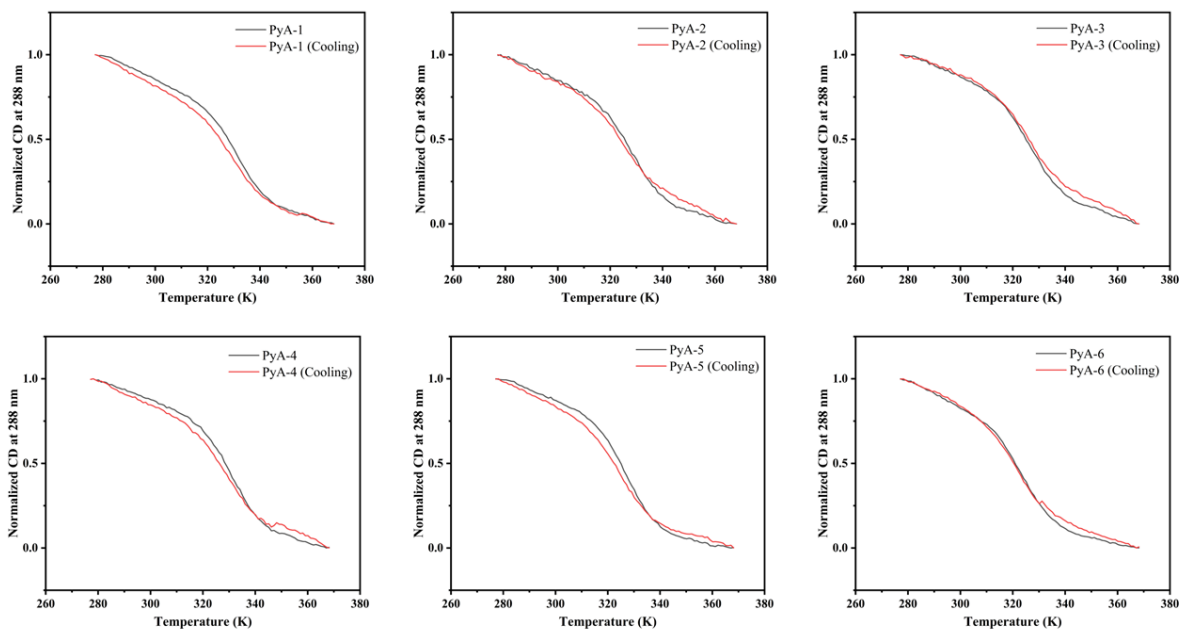 PyA-1
PyA-1 (Cooling)
1.0
0.5
0.0
Normalized CD at 288 nm
260 280 300 320 340 360 380
Temperature (K)
PyA-2
PyA-2 (Cooling)
1.0
0.5
0.0
Normalized CD at 288 nm
260 280 300 320 340 360 380
Temperature (K)
PyA-3
PyA-3 (Cooling)
1.0
0.5
0.0
Normalized CD at 288 nm
260 280 300 320 340 360 380
Temperature (K)
PyA-4
PyA-4 (Cooling)
1.0
0.5
0.0
Normalized CD at 288 nm
260 280 300 320 340 360 380
Temperature (K)
PyA-5
PyA-5 (Cooling)
1.0
0.5
0.0
Normalized CD at 288 nm
260 280 300 320 340 360 380
Temperature (K)
PyA-6
PyA-6 (Cooling)
1.0
0.5
0.0
Normalized CD at 288 nm
260 280 300 320 340 360 380
Temperature (K)